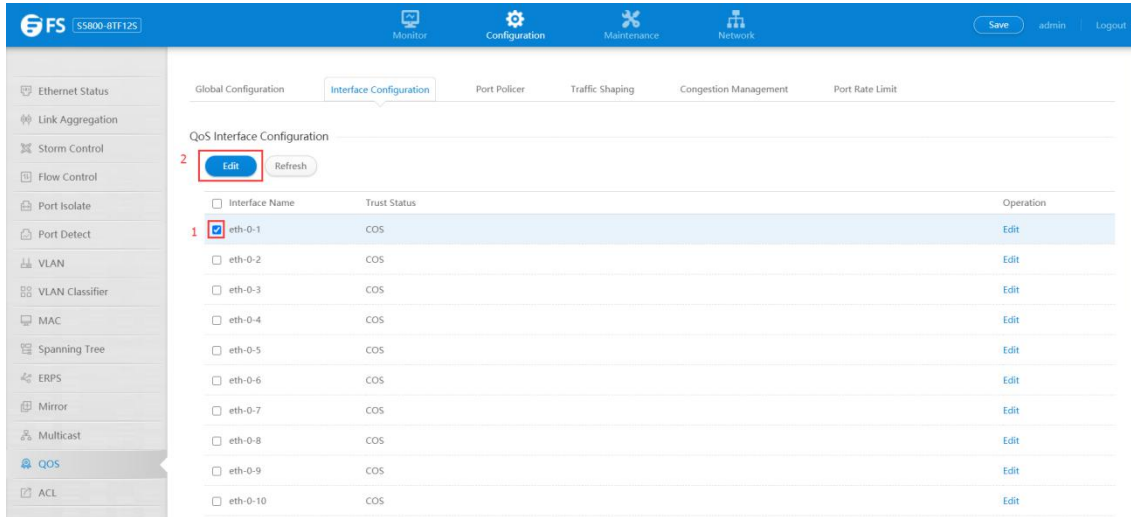 FS S5800-8TF12S
Monitor
Configuration
Maintenance
Network
Save
admin
Logout
Ethernet Status
Link Aggregation
Storm Control
Flow Control
Port Isolate
Port Detect
VLAN
VLAN Classifier
MAC
Spanning Tree
ERPS
Mirror
Multicast
QOS
ACL
Global Configuration Interface Configuration Port Policer Traffic Shaping Congestion Management Port Rate Limit
QoS Interface Configuration
2 Edit Refresh
Interface Name Trust Status Operation
1 eth-0-1 COS Edit
eth-0-2 COS Edit
eth-0-3 COS Edit
eth-0-4 COS Edit
eth-0-5 COS Edit
eth-0-6 COS Edit
eth-0-7 COS Edit
eth-0-8 COS Edit
eth-0-9 COS Edit
eth-0-10 COS Edit